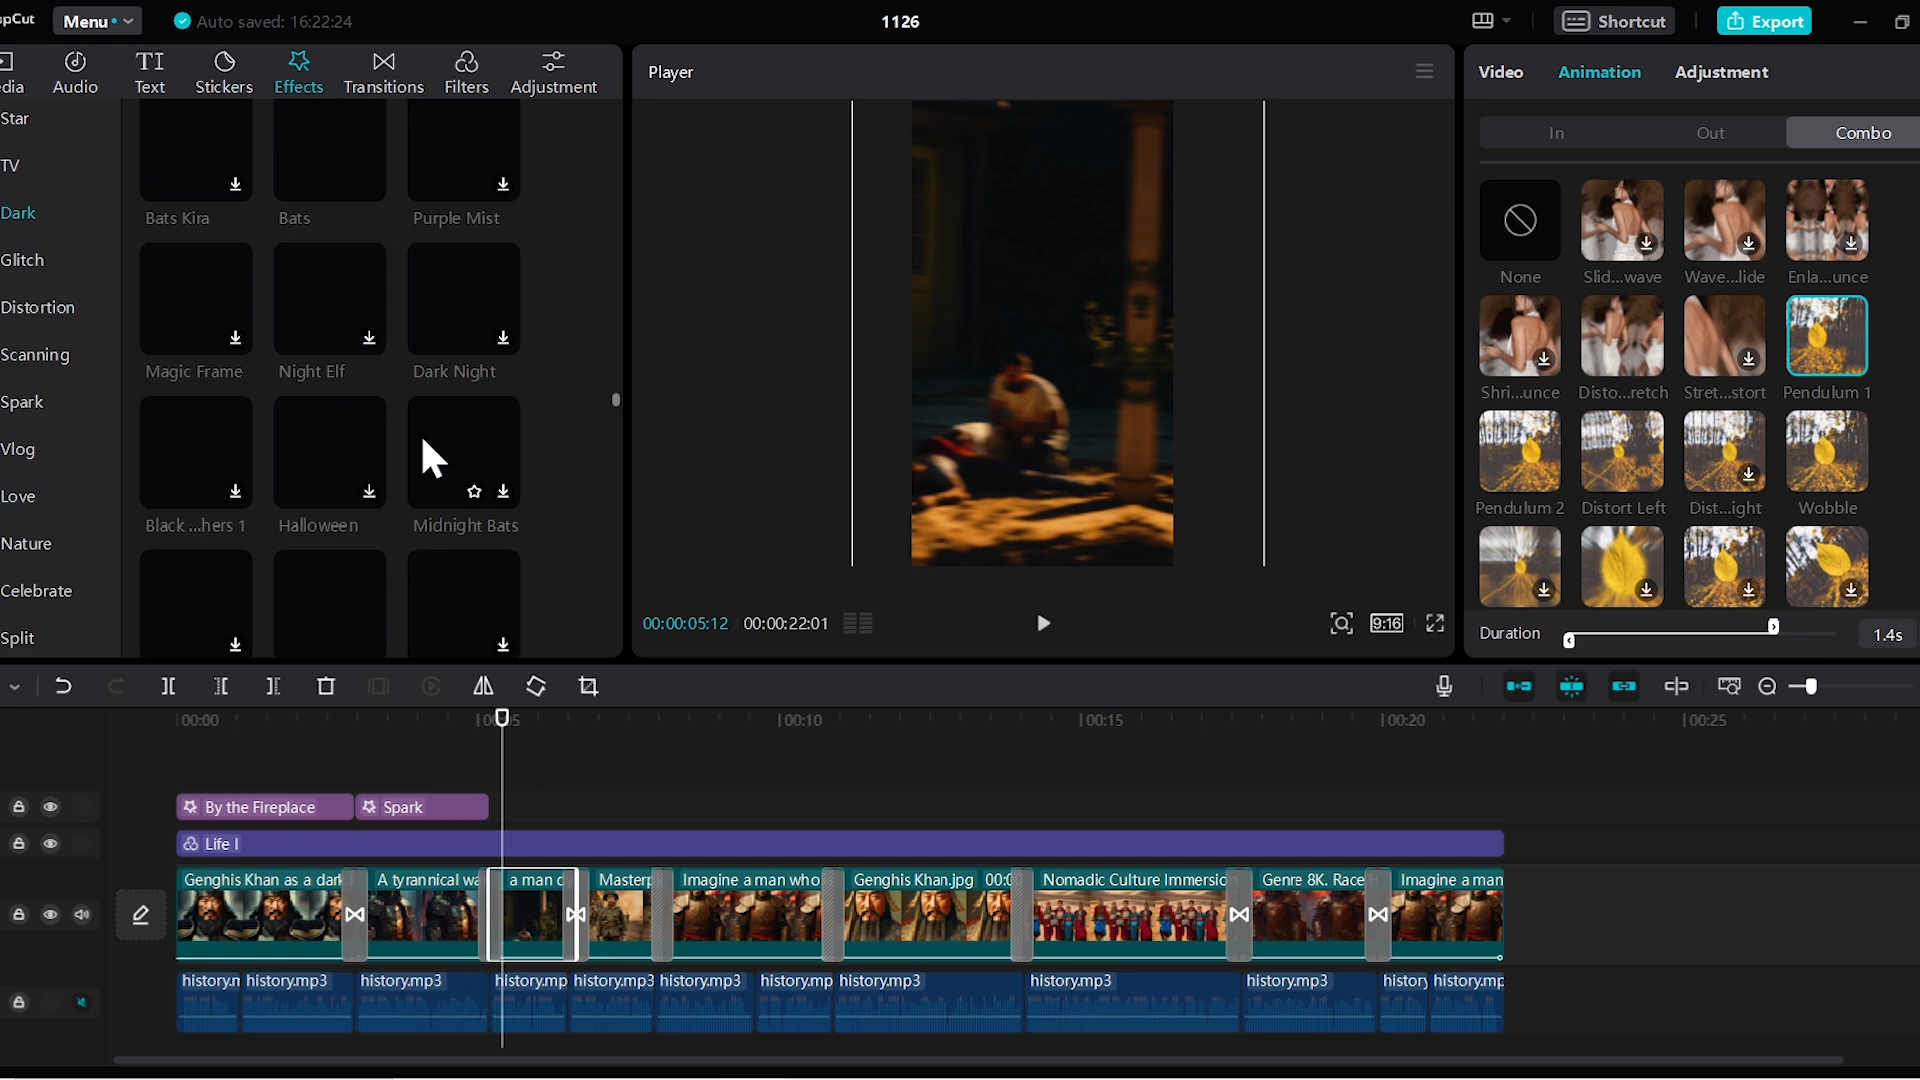 pCut
Menu
Auto saved: 16:22:24
1126
Shortcut
Export
dia
Audio
TI
Text
Stickers
Effects
Transitions
Filters
Adjustment
Star
TV
Dark
Glitch
Distortion
Scanning
Spark
Vlog
Love
Nature
Celebrate
Split
Bats Kira
Bats
Purple Mist
Magic Frame
Night Elf
Dark Night
Black ...hers 1
Halloween
Midnight Bats
Player
00:00:05:12
00:00:22:01
9:16
Video
Animation
Adjustment
In
Out
Combo
None
Slid...wave
Wave...lide
Enla...unce
Shri...unce
Disto...retch
Stret...stort
Pendulum 1
Pendulum 2
Distort Left
Dist...ight
Wobble
Duration
1.4s
00:00
00:05
00:10
00:15
00:20
00:25
By the Fireplace
Spark
Life I
Genghis Khan as a dark
A tyrannical wa
a man c
Masterp
Imagine a man who
Genghis Khan.jpg
00:0
Nomadic Culture Immersio
Genre 8K. Race
Imagine a man
history.m
history.mp3
history.mp3
history.mp
history.mp3
history.mp3
history.mp
history.mp3
history.mp3
history.mp3
history
history.mp